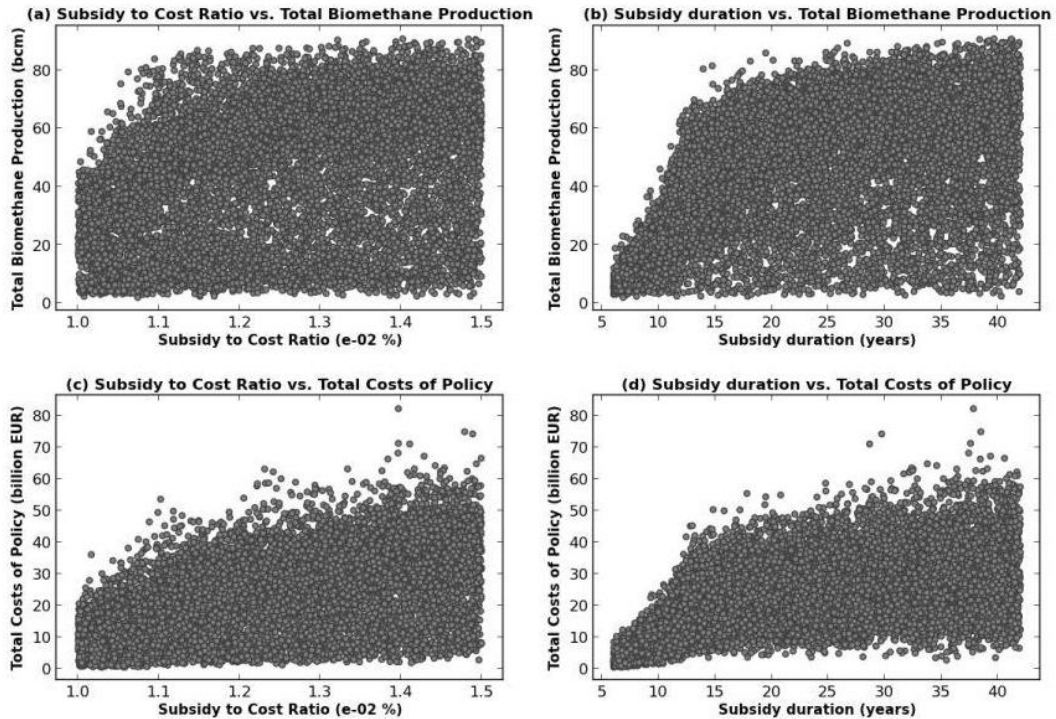 (a) Subsidy to Cost Ratio vs. Total Biomethane Production
Total Biomethane Production (bcm)
80
60
40
20
0
1.0 1.1 1.2 1.3 1.4 1.5
Subsidy to Cost Ratio (e-02 %)
(b) Subsidy duration vs. Total Biomethane Production
Total Biomethane Production (bcm)
80
60
40
20
0
5 10 15 20 25 30 35 40
Subsidy duration (years)
(c) Subsidy to Cost Ratio vs. Total Costs of Policy
Total Costs of Policy (billion EUR)
80
70
60
50
40
30
20
10
0
1.0 1.1 1.2 1.3 1.4 1.5
Subsidy to Cost Ratio (e-02 %)
(d) Subsidy duration vs. Total Costs of Policy
Total Costs of Policy (billion EUR)
80
70
60
50
40
30
20
10
0
5 10 15 20 25 30 35 40
Subsidy duration (years)